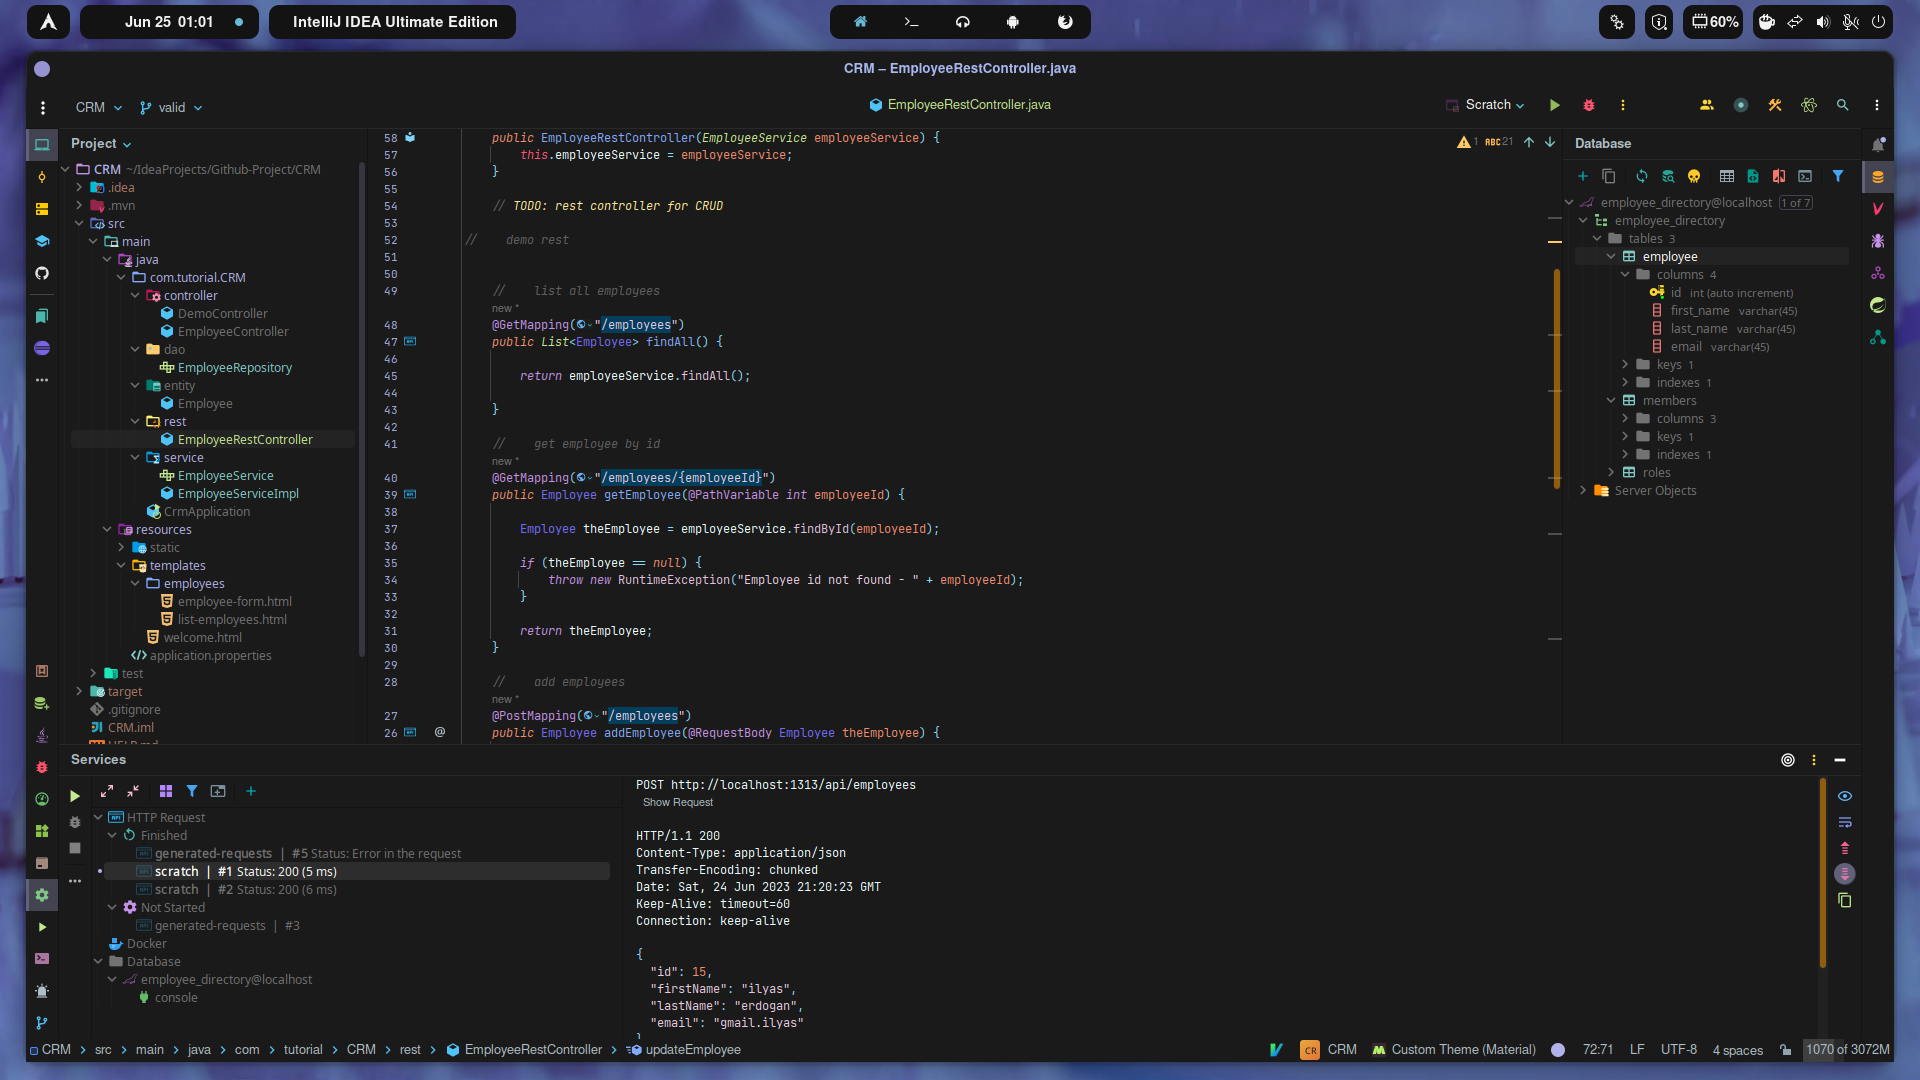 Jun 25 01:01
IntelliJ IDEA Ultimate Edition
60%
CRM – EmployeeRestController.java
CRM
valid
EmployeeRestController.java
Scratch
Project
CRM ~/IdeaProjects/Github-Project/CRM
.idea
.mvn
src
main
java
com.tutorial.CRM
controller
DemoController
EmployeeController
dao
EmployeeRepository
entity
Employee
rest
EmployeeRestController
service
EmployeeService
EmployeeServiceImpl
CrmApplication
resources
static
templates
employees
employee-form.html
list-employees.html
welcome.html
application.properties
test
target
.gitignore
CRM.iml
HELP.md
1 ABC 21
58 public EmployeeRestController(EmployeeService employeeService) {
57 this.employeeService = employeeService;
56 }
55
54 // TODO: rest controller for CRUD
53
52 // demo rest
51
50
49 // list all employees
new *
48 @GetMapping("/employees")
47 public List<Employee> findAll() {
46
45 return employeeService.findAll();
44
43 }
42
41 // get employee by id
new *
40 @GetMapping("/employees/{employeeId}")
39 public Employee getEmployee(@PathVariable int employeeId) {
38
37 Employee theEmployee = employeeService.findById(employeeId);
36
35 if (theEmployee == null) {
34 throw new RuntimeException("Employee id not found - " + employeeId);
33 }
32
31 return theEmployee;
30 }
29
28 // add employees
new *
27 @PostMapping("/employees")
26 @ public Employee addEmployee(@RequestBody Employee theEmployee) {
Database
employee_directory@localhost 1 of 7
employee_directory
tables 3
employee
columns 4
id int (auto increment)
first_name varchar(45)
last_name varchar(45)
email varchar(45)
keys 1
indexes 1
members
columns 3
keys 1
indexes 1
roles
Server Objects
Services
HTTP Request
Finished
generated-requests | #5 Status: Error in the request
scratch | #1 Status: 200 (5 ms)
scratch | #2 Status: 200 (6 ms)
Not Started
generated-requests | #3
Docker
Database
employee_directory@localhost
console
POST http://localhost:1313/api/employees
Show Request
HTTP/1.1 200
Content-Type: application/json
Transfer-Encoding: chunked
Date: Sat, 24 Jun 2023 21:20:23 GMT
Keep-Alive: timeout=60
Connection: keep-alive
{
"id": 15,
"firstName": "ilyas",
"lastName": "erdogan",
"email": "gmail.ilyas"
}
CRM > src > main > java > com > tutorial > CRM > rest > EmployeeRestController > updateEmployee
CR CRM
Custom Theme (Material)
72:71
LF
UTF-8
4 spaces
1070 of 3072M